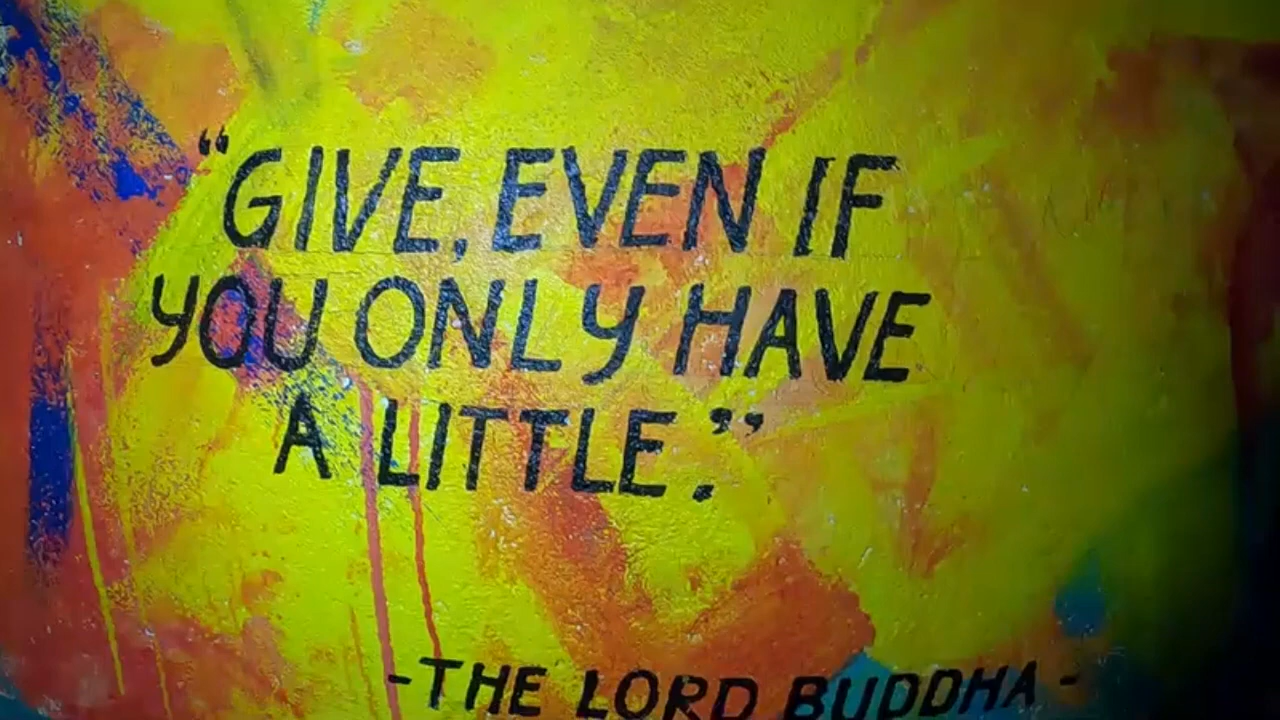 “GIVE, EVEN IF
YOU ONLY HAVE
A LITTLE.”
-THE LORD BUDDHA-